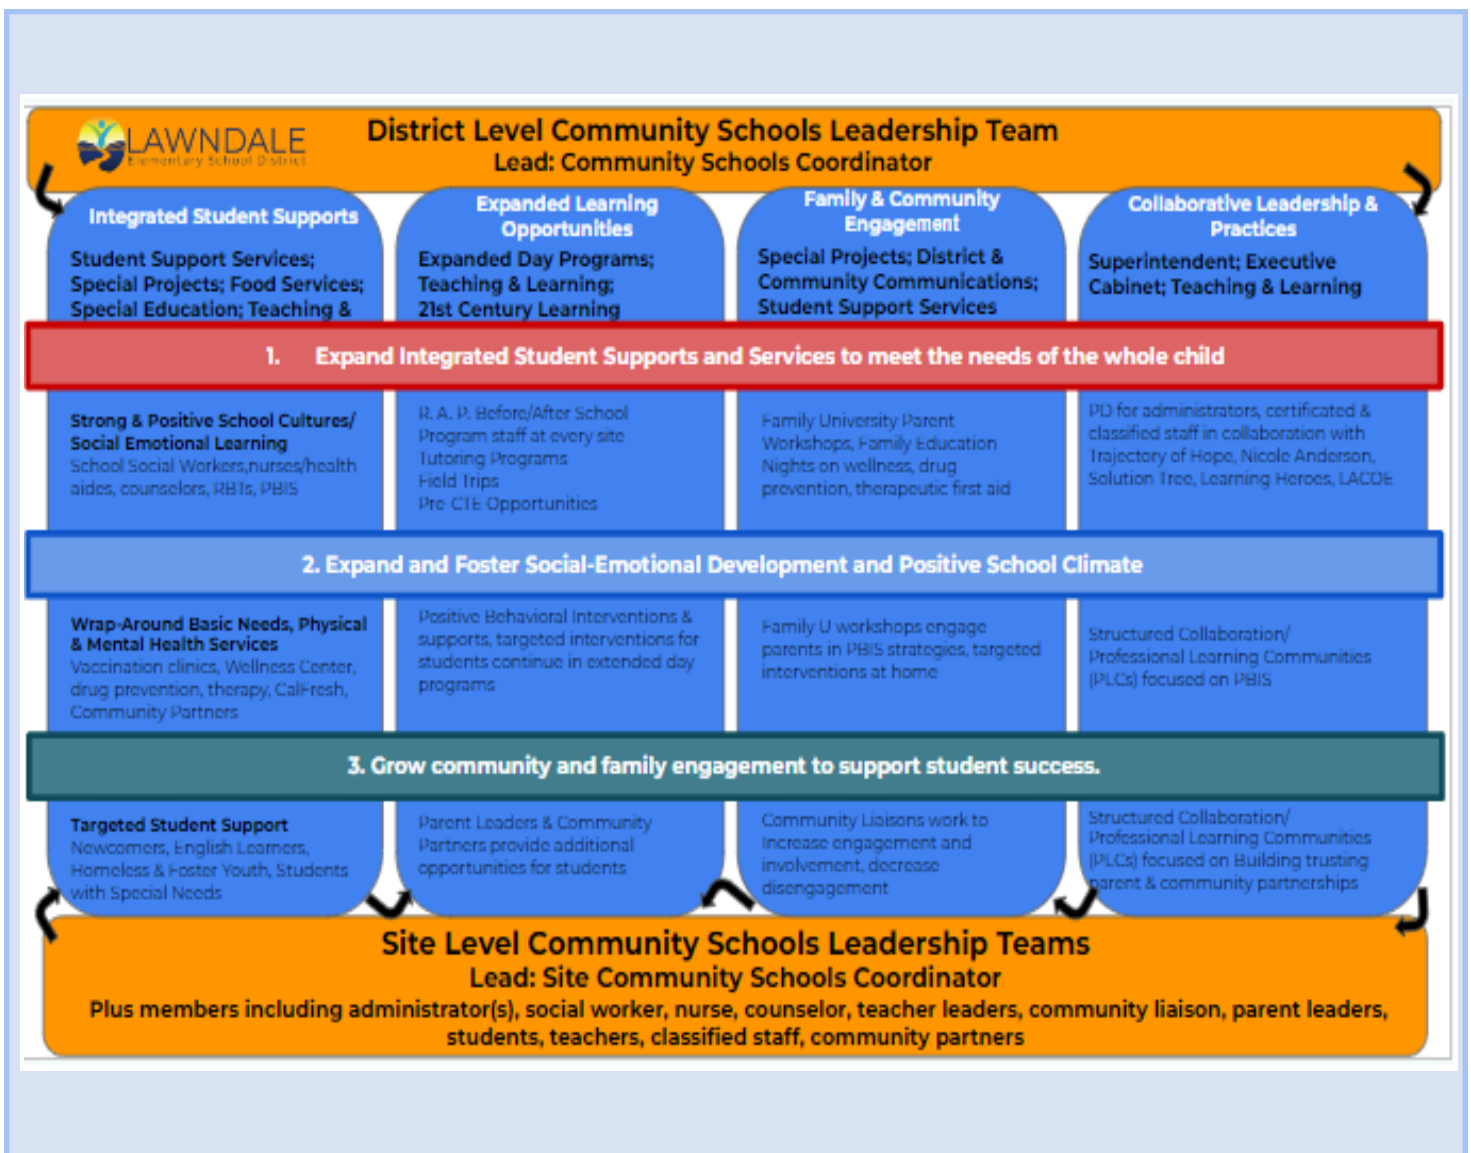 LAWNDALE
Elementary School District
District Level Community Schools Leadership Team
Lead: Community Schools Coordinator
Integrated Student Supports
Student Support Services;
Special Projects; Food Services;
Special Education; Teaching &
Expanded Learning
Opportunities
Expanded Day Programs;
Teaching & Learning;
21st Century Learning
Family & Community
Engagement
Special Projects; District &
Community Communications;
Student Support Services
Collaborative Leadership &
Practices
Superintendent; Executive
Cabinet; Teaching & Learning
1. Expand Integrated Student Supports and Services to meet the needs of the whole child
Strong & Positive School Cultures/
Social Emotional Learning
School Social Workers,nurses/health
aides, counselors, RBTs, PBIS
R. A. P. Before/After School
Program staff at every site
Tutoring Programs
Field Trips
Pre-CTE Opportunities
Family University Parent
Workshops, Family Education
Nights on wellness, drug
prevention, therapeutic first aid
PD for administrators, certificated &
classified staff in collaboration with
Trajectory of Hope, Nicole Anderson,
Solution Tree, Learning Heroes, LACOE
2. Expand and Foster Social-Emotional Development and Positive School Climate
Wrap-Around Basic Needs, Physical
& Mental Health Services
Vaccination clinics, Wellness Center,
drug prevention, therapy, CalFresh,
Community Partners
Positive Behavioral Interventions &
supports, targeted interventions for
students continue in extended day
programs
Family U workshops engage
parents in PBIS strategies, targeted
interventions at home
Structured Collaboration/
Professional Learning Communities
(PLCs) focused on PBIS
3. Grow community and family engagement to support student success.
Targeted Student Support
Newcomers, English Learners,
Homeless & Foster Youth, Students
with Special Needs
Parent Leaders & Community
Partners provide additional
opportunities for students
Community Liaisons work to
Increase engagement and
involvement, decrease
disengagement
Structured Collaboration/
Professional Learning Communities
(PLCs) focused on Building trusting
parent & community partnerships
Site Level Community Schools Leadership Teams
Lead: Site Community Schools Coordinator
Plus members including administrator(s), social worker, nurse, counselor, teacher leaders, community liaison, parent leaders,
students, teachers, classified staff, community partners